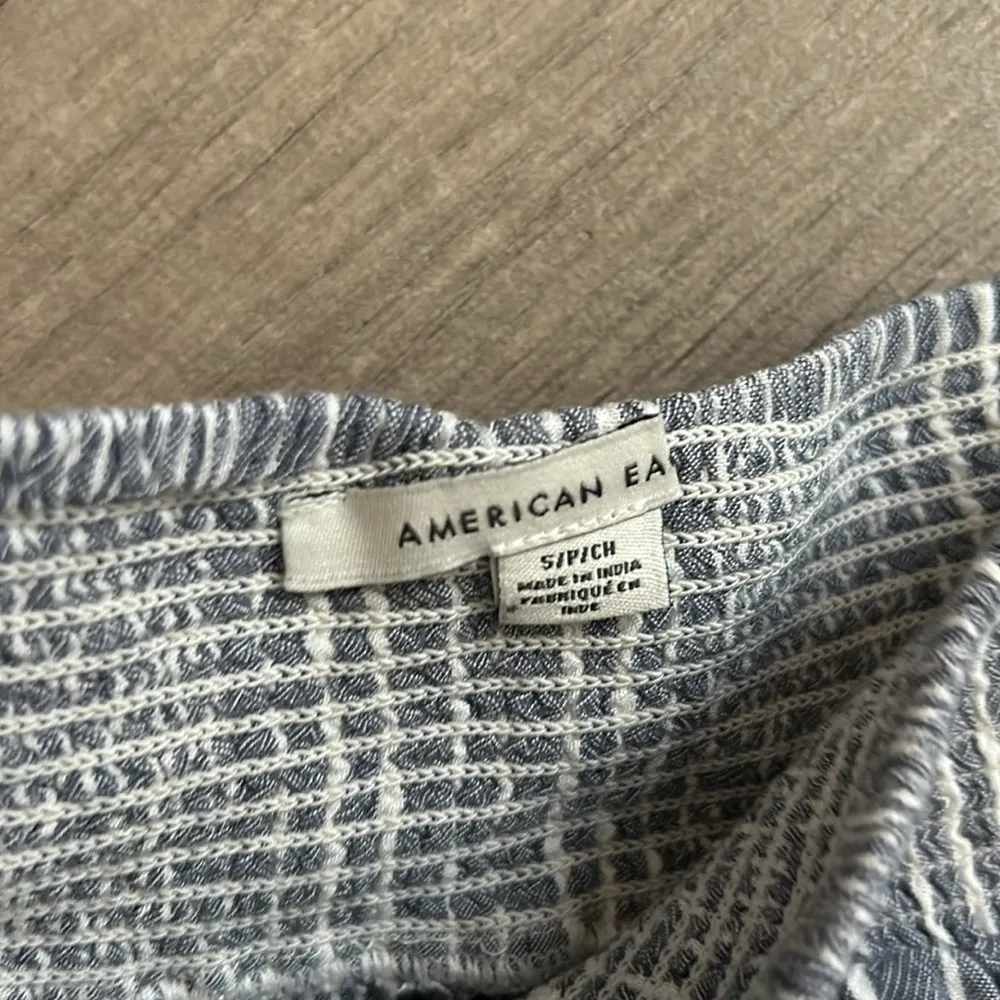 AMERICAN EA
S/P/CH
MADE IN INDIA
FABRIQUÉ EN
INDE